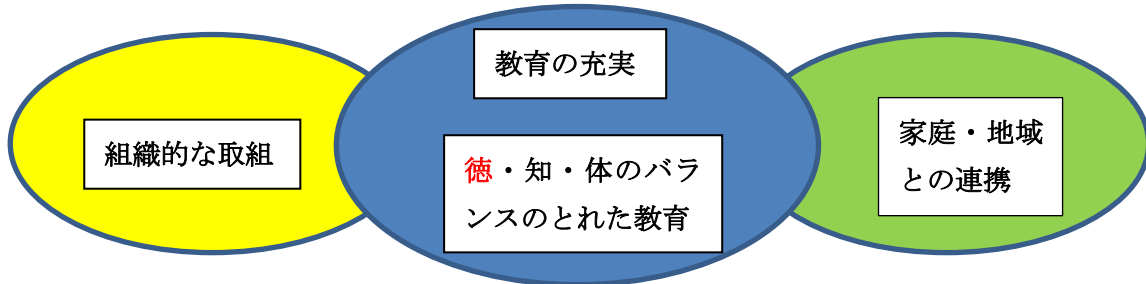 組織的な取組
教育の充実
徳・知・体のバラ
ンスのとれた教育
家庭・地域
との連携